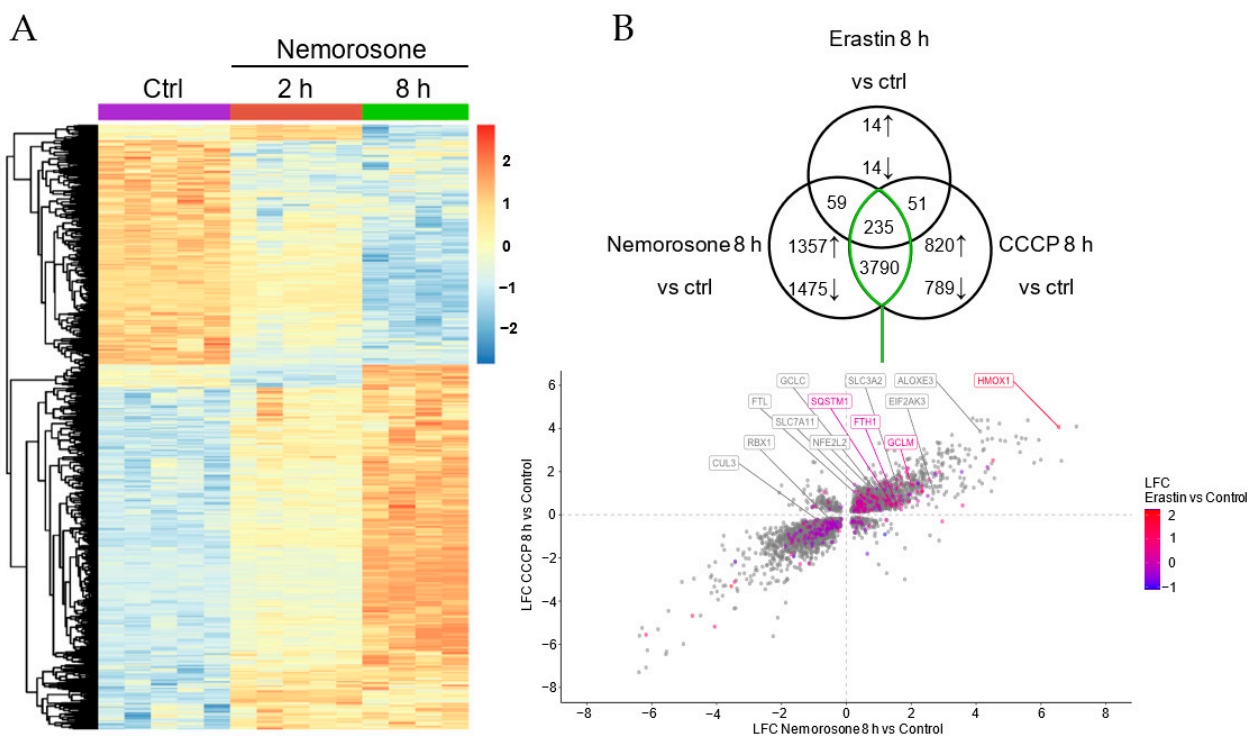 A
Nemorosone
Ctrl
2 h
8 h
2
1
0
−1
−2
B
Erastin 8 h
vs ctrl
14↑
14↓
59
51
235
Nemorosone 8 h
1357↑
820↑
CCCP 8 h
3790
vs ctrl
1475↓
789↓
vs ctrl
GCLC
SLC3A2
ALOXE3
HMOX1
FTL
SQSTM1
EIF2AK3
SLC7A11
FTH1
RBX1
NFE2L2
GCLM
CUL3
6
4
2
0
−2
−4
−6
−8
LFC CCCP 8 h vs Control
−8
−6
−4
−2
0
2
4
6
8
LFC Nemorosone 8 h vs Control
LFC
Erastin vs Control
2
1
0
−1